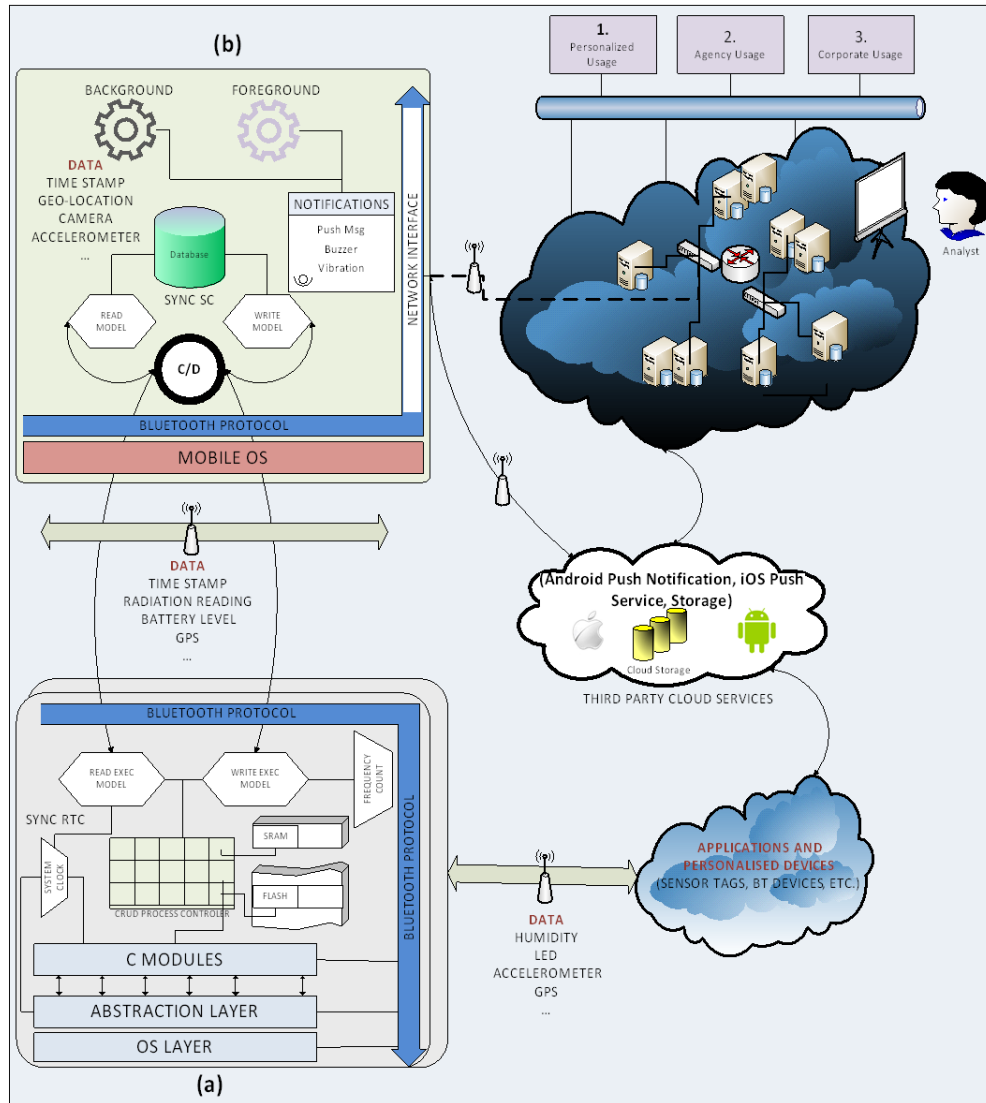 (b)
BACKGROUND
FOREGROUND
DATA
TIME STAMP
GEO-LOCATION
CAMERA
ACCELEROMETER
...
Database
SYNC SC
READ
MODEL
WRITE
MODEL
C/D
NOTIFICATIONS
Push Msg
Buzzer
Vibration
NETWORK INTERFACE
BLUETOOTH PROTOCOL
MOBILE OS
1.
Personalized
Usage
2.
Agency Usage
3.
Corporate Usage
Analyst
DATA
TIME STAMP
RADIATION READING
BATTERY LEVEL
GPS
...
(Android Push Notification, iOS Push
Service, Storage)
Cloud Storage
THIRD PARTY CLOUD SERVICES
BLUETOOTH PROTOCOL
READ EXEC
MODEL
WRITE EXEC
MODEL
FREQUENCY
COUNT
SYNC RTC
SYSTEM
CLOCK
SRAM
FLASH
CRUD PROCESS CONTROLER
BLUETOOTH PROTOCOL
C MODULES
ABSTRACTION LAYER
OS LAYER
(a)
DATA
HUMIDITY
LED
ACCELEROMETER
GPS
...
APPLICATIONS AND
PERSONALISED DEVICES
(SENSOR TAGS, BT DEVICES, ETC.)